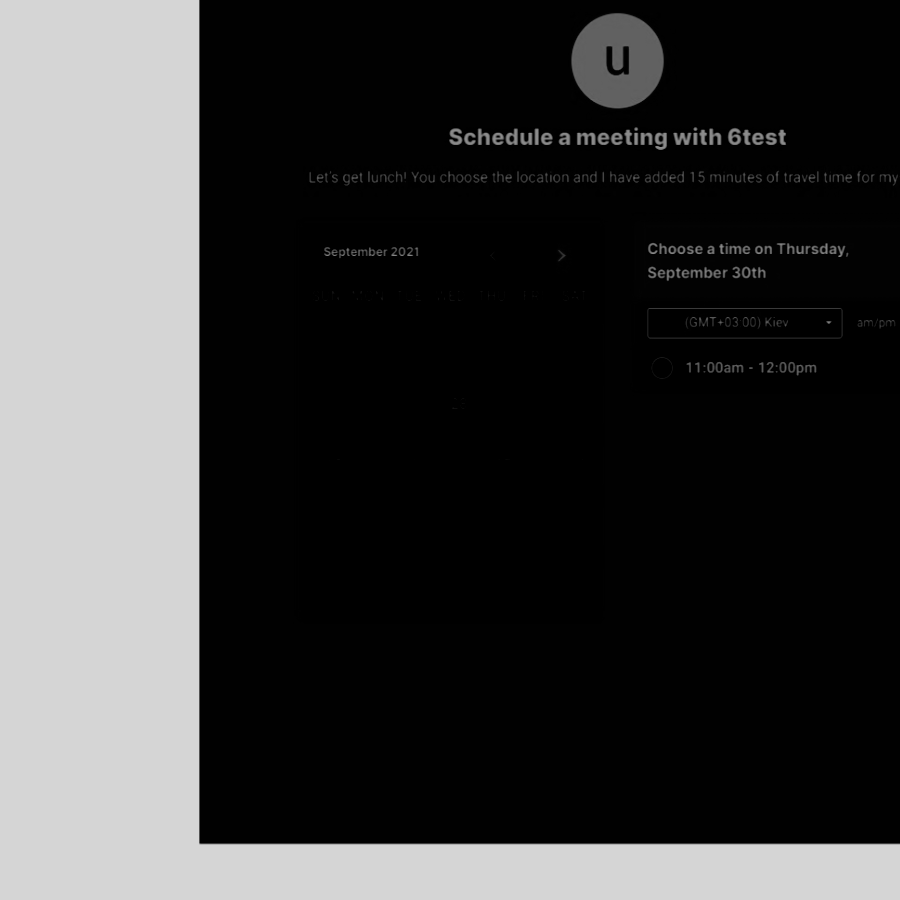 u
Schedule a meeting with 6test
Let's get lunch! You choose the location and I have added 15 minutes of travel time for my
September 2021
Choose a time on Thursday,
September 30th
(GMT+03:00) Kiev
am/pm
11:00am - 12:00pm